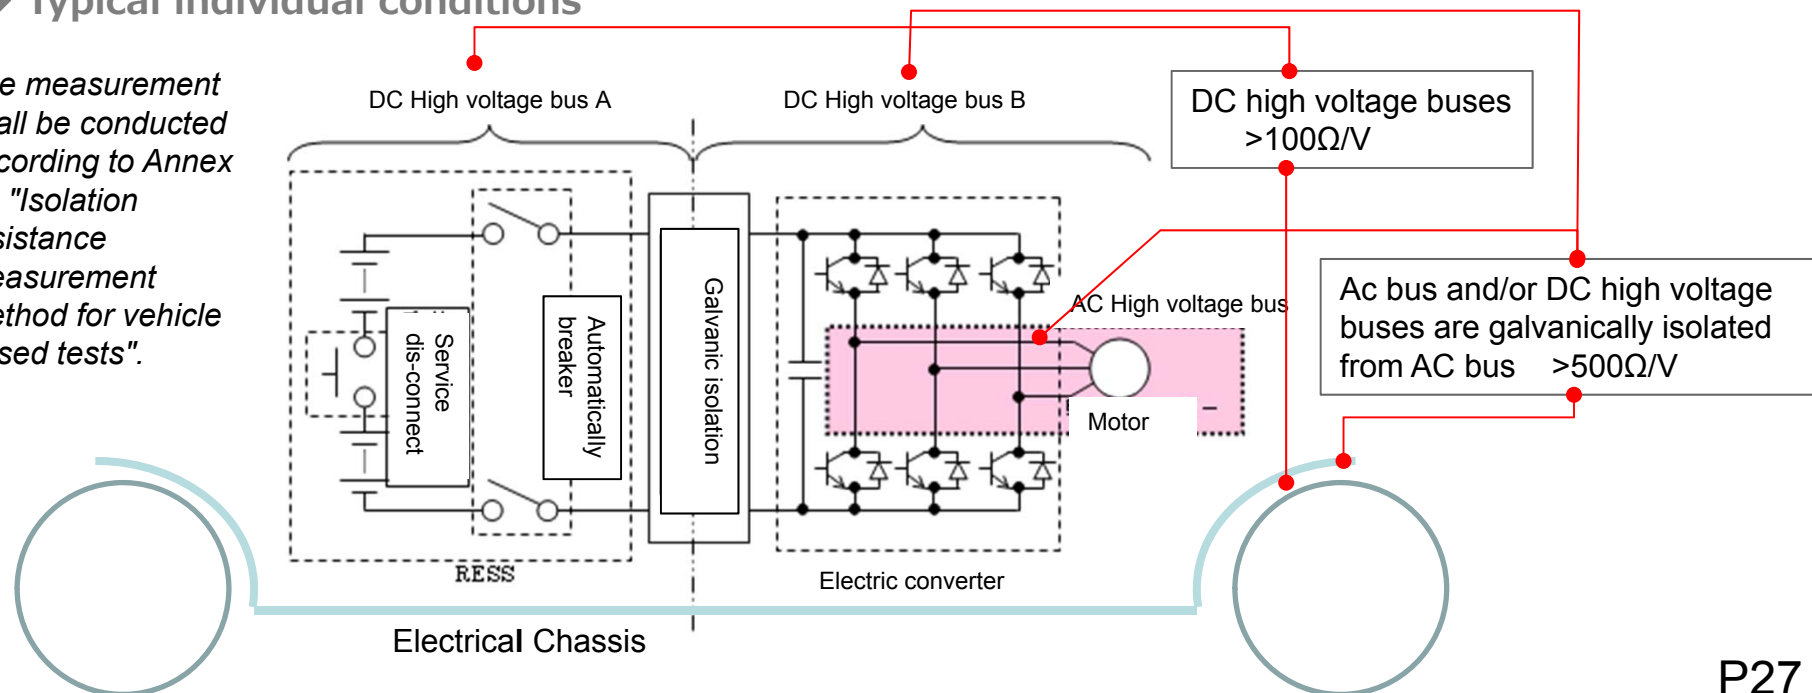 Typical individual conditions
e measurement
all be conducted
cording to Annex
"Isolation
sistance
easurement
ethod for vehicle
sed tests".
DC High voltage bus A
DC High voltage bus B
DC high voltage buses
>100Ω/V
Ac bus and/or DC high voltage
buses are galvanically isolated
from AC bus >500Ω/V
AC High voltage bus
Service
dis-connect
Automatically
breaker
Galvanic isolation
Motor
RESS
Electric converter
Electrical Chassis
P27